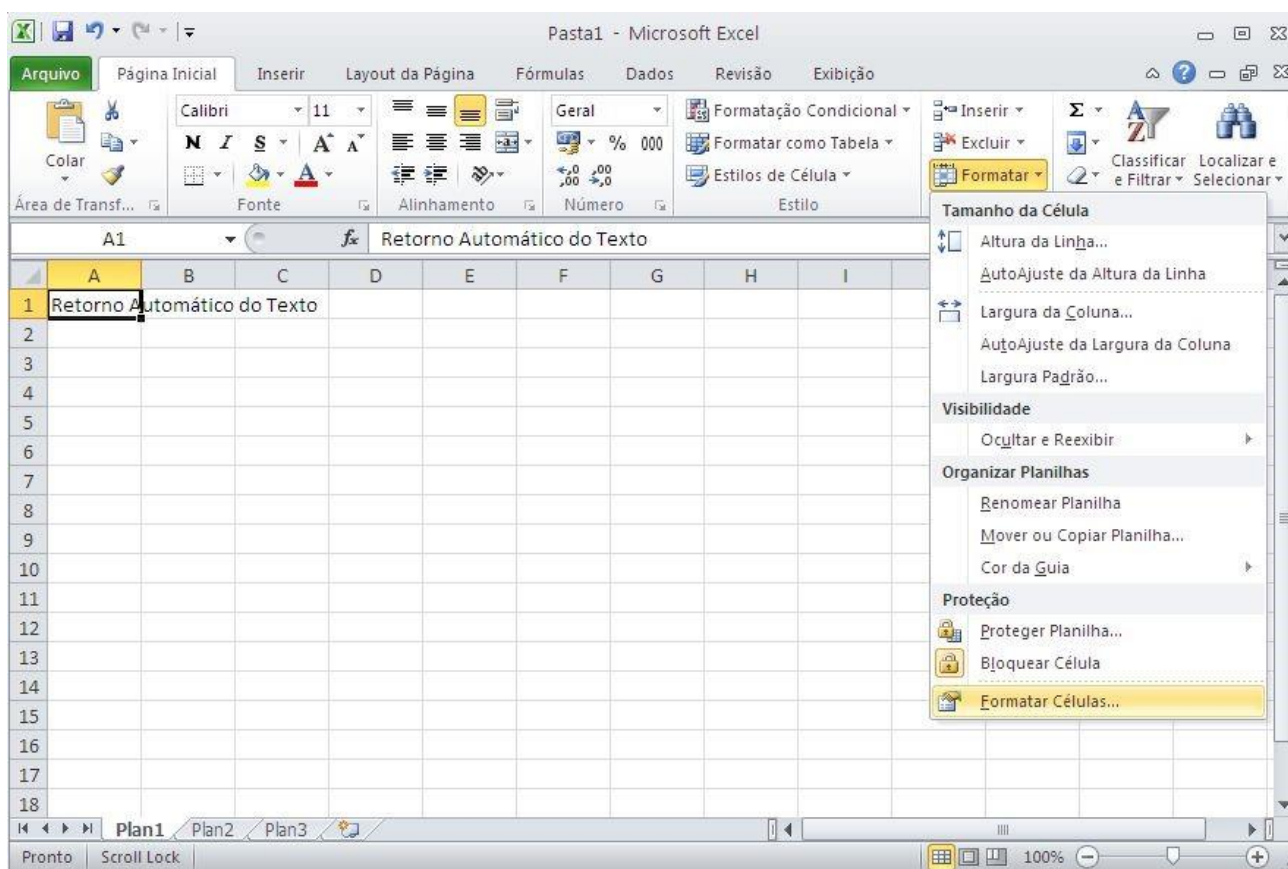 Pasta1 - Microsoft Excel
Arquivo Página Inicial Inserir Layout da Página Fórmulas Dados Revisão Exibição
Colar
Calibri 11
N I S A A
A
Geral
% 000
,00 ,00
Formatação Condicional
Formatar como Tabela
Estilos de Célula
Inserir
Excluir
Formatar
Σ
Classificar e Filtrar
Localizar e Selecionar
Área de Transf... Fonte Alinhamento Número Estilo
A1 fx Retorno Automático do Texto
A B C D E F G H I
1 Retorno Automático do Texto
2
3
4
5
6
7
8
9
10
11
12
13
14
15
16
17
18
Tamanho da Célula
Altura da Linha...
AutoAjuste da Altura da Linha
Largura da Coluna...
AutoAjuste da Largura da Coluna
Largura Padrão...
Visibilidade
Ocultar e Reexibir
Organizar Planilhas
Renomear Planilha
Mover ou Copiar Planilha...
Cor da Guia
Proteção
Proteger Planilha...
Bloquear Célula
Formatar Células...
Plan1 Plan2 Plan3
Pronto Scroll Lock 100%